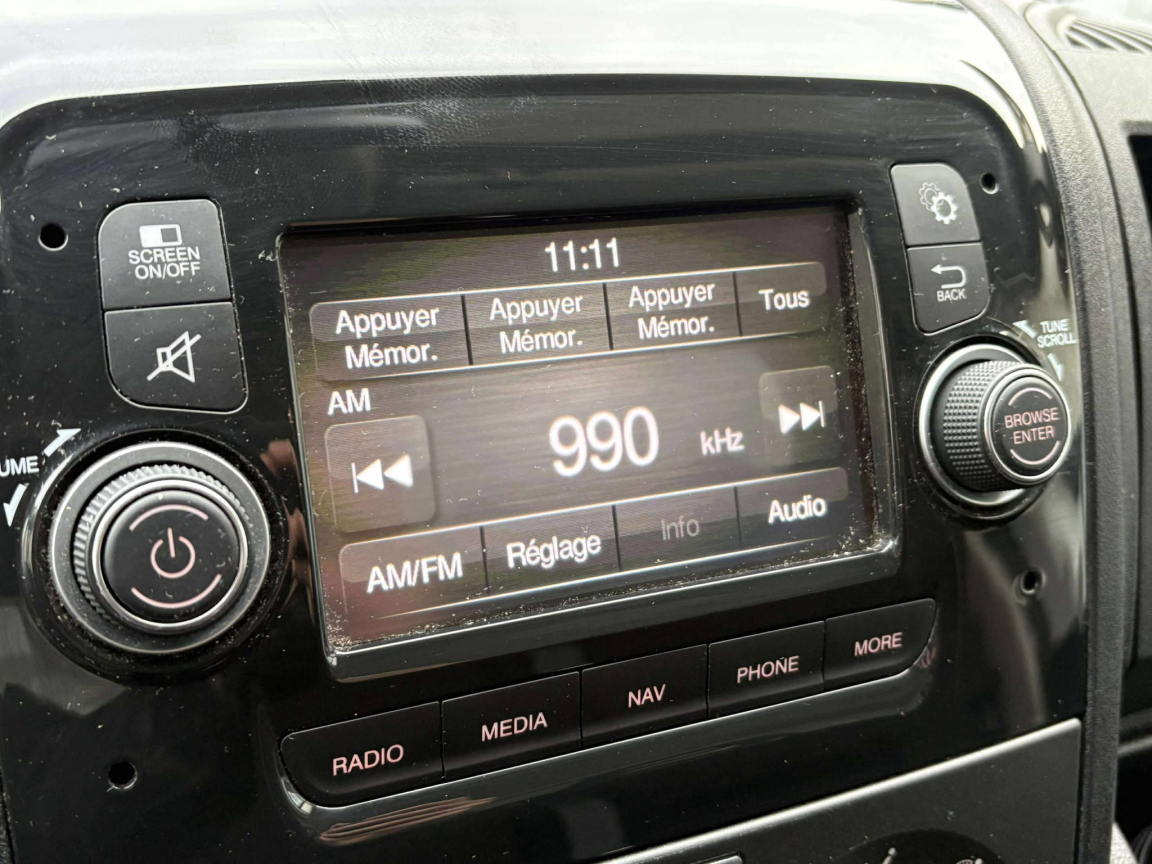 SCREEN
ON/OFF
11:11
Appuyer
Mémor.
Appuyer
Mémor.
Appuyer
Mémor.
Tous
AM
990 kHz
AM/FM
Réglage
Info
Audio
BACK
TUNE
SCROLL
BROWSE
ENTER
UME
RADIO
MEDIA
NAV
PHONE
MORE